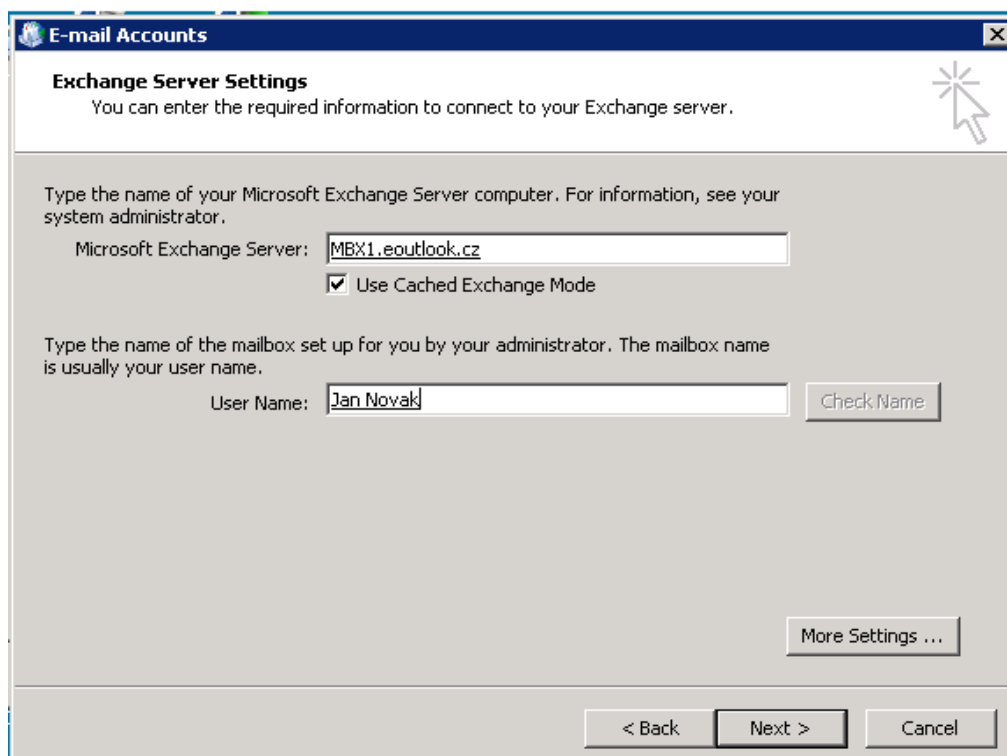 E-mail Accounts
Exchange Server Settings
You can enter the required information to connect to your Exchange server.
Type the name of your Microsoft Exchange Server computer. For information, see your
system administrator.
Microsoft Exchange Server: MBX1.eoutlook.cz
Use Cached Exchange Mode
Type the name of the mailbox set up for you by your administrator. The mailbox name
is usually your user name.
User Name: Jan Novak Check Name
More Settings ...
< Back Next > Cancel